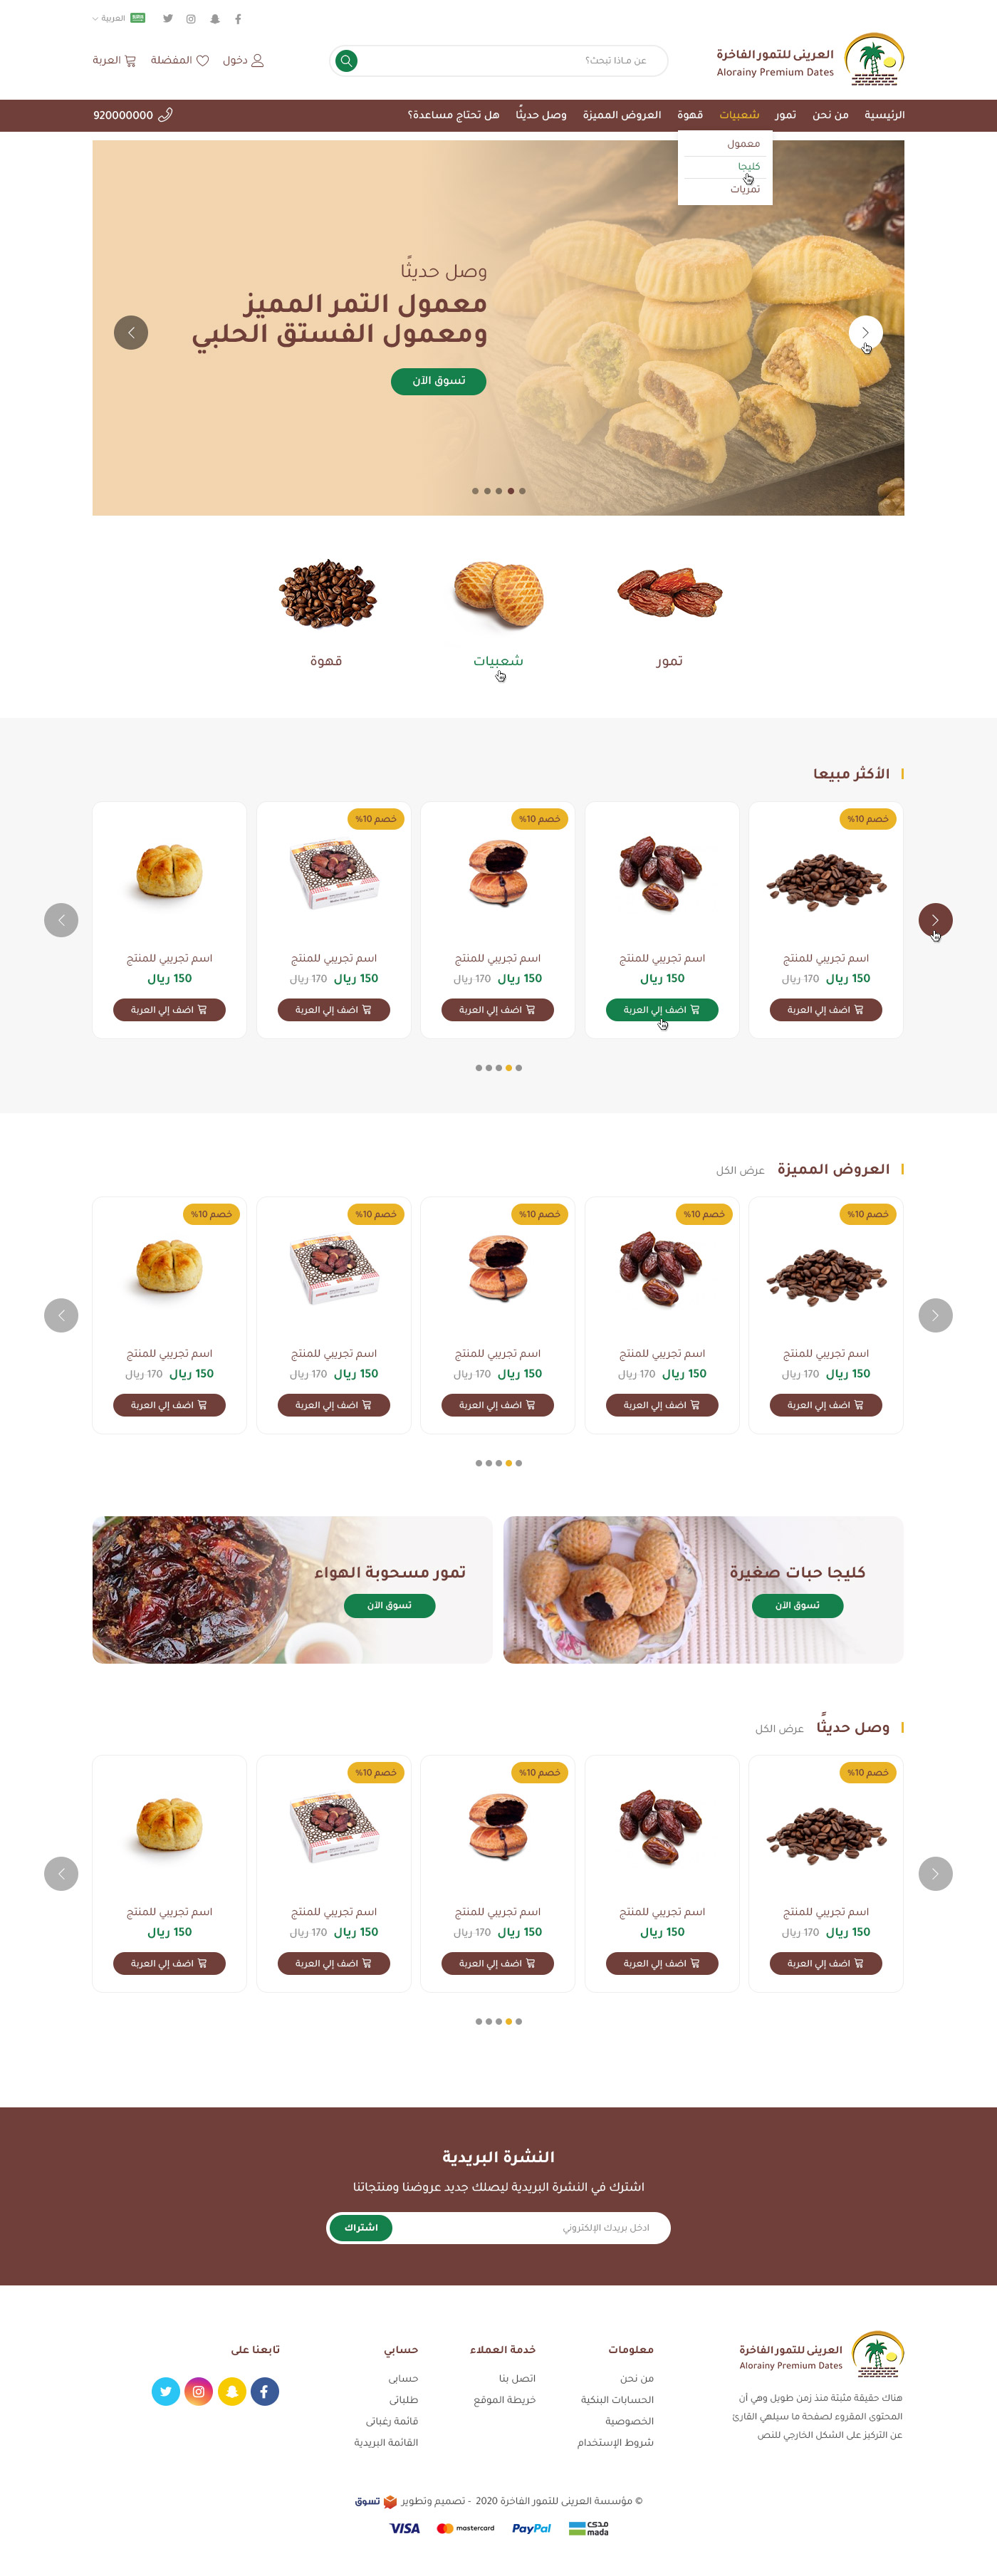 العربية
العريني للتمور الفاخرة
Alorainy Premium Dates
عن ماذا تبحث؟
دخول
المفضلة
العربة
الرئيسية
من نحن
تمور
شعبيات
قهوة
العروض المميزة
وصل حديثًا
هل تحتاج مساعدة؟
920000000
معمول
كليجا
تمريات
وصل حديثًا
معمول التمر المميز
ومعمول الفستق الحلبي
تسوق الآن
تمور
شعبيات
قهوة
الأكثر مبيعا
خصم 10%
خصم 10%
خصم 10%
اسم تجريبي للمنتج
اسم تجريبي للمنتج
اسم تجريبي للمنتج
اسم تجريبي للمنتج
اسم تجريبي للمنتج
150 ريال 170 ريال
150 ريال
150 ريال 170 ريال
150 ريال 170 ريال
150 ريال
اضف إلي العربة
اضف إلي العربة
اضف إلي العربة
اضف إلي العربة
اضف إلي العربة
العروض المميزة
عرض الكل
خصم 10%
خصم 10%
خصم 10%
خصم 10%
خصم 10%
اسم تجريبي للمنتج
اسم تجريبي للمنتج
اسم تجريبي للمنتج
اسم تجريبي للمنتج
اسم تجريبي للمنتج
150 ريال 170 ريال
150 ريال 170 ريال
150 ريال 170 ريال
150 ريال 170 ريال
150 ريال 170 ريال
اضف إلي العربة
اضف إلي العربة
اضف إلي العربة
اضف إلي العربة
اضف إلي العربة
كليجا حبات صغيرة
تسوق الآن
تمور مسحوبة الهواء
تسوق الآن
وصل حديثًا
عرض الكل
خصم 10%
خصم 10%
خصم 10%
اسم تجريبي للمنتج
اسم تجريبي للمنتج
اسم تجريبي للمنتج
اسم تجريبي للمنتج
اسم تجريبي للمنتج
150 ريال 170 ريال
150 ريال
150 ريال 170 ريال
150 ريال 170 ريال
150 ريال
اضف إلي العربة
اضف إلي العربة
اضف إلي العربة
اضف إلي العربة
اضف إلي العربة
النشرة البريدية
اشترك في النشرة البريدية ليصلك جديد عروضنا ومنتجاتنا
ادخل بريدك الإلكتروني
اشتراك
العريني للتمور الفاخرة
Alorainy Premium Dates
هناك حقيقة مثبتة منذ زمن طويل وهي أن
المحتوى المقروء لصفحة ما سيلهي القارئ
عن التركيز على الشكل الخارجي للنص
معلومات
من نحن
الحسابات البنكية
الخصوصية
شروط الإستخدام
خدمة العملاء
اتصل بنا
خريطة الموقع
حسابي
حسابى
طلباتى
قائمة رغباتى
القائمة البريدية
تابعنا على
© مؤسسة العرينى للتمور الفاخرة 2020 - تصميم وتطوير تسوق
مدى
mada
PayPal
mastercard
VISA